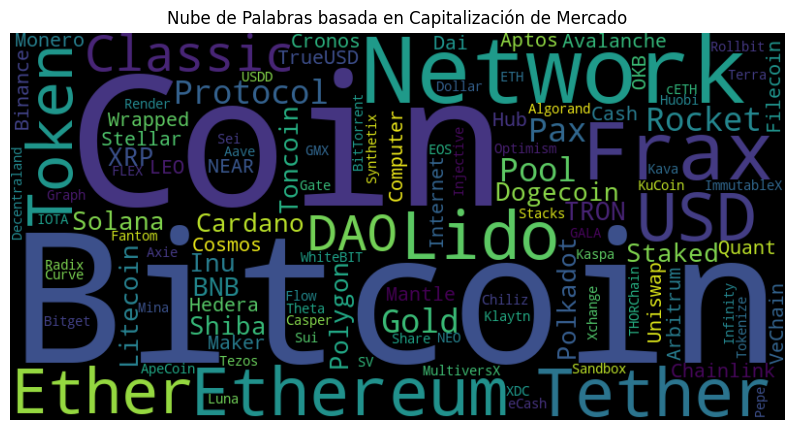 Nube de Palabras basada en Capitalización de Mercado
Monero
Classic
Cronos
Dai
Aptos
Avalanche
Rollbit
TrueUSD
Network
OKB
Terra
Binance
Token
USDD
ETH
cETH
Huobi
Filecoin
Render
Protocol
Dollar
Coin
Wrapped
Sei
Toncoin
BitTorrent
Synthetix
Computer
Algorand
Cash
Rocket
Stellar
Aave
GMX
EOS
Hub
Pax
Frax
XRP
LEO
NEAR
Optimism
Decentraland
Graph
FLEX
Gate
Internet
Injective
Pool
Kava
KuCoin
ImmutableX
IOTA
Solana
Cardano
DAO
Lido
Dogecoin
TRON
USD
Stacks
GALA
Fantom
Cosmos
WhiteBIT
Kaspa
Staked
Quant
Bitcoin
Radix
Curve
Axie
Inu
BNB
Polygon
Polkadot
Uniswap
Arbitrum
Litecoin
Hedera
Flow
Theta
Mantle
Chiliz
Xchange
THORChain
Infinity
Tokenize
VeChain
Bitget
Mina
Shiba
Casper
Gold
Klaytn
Maker
Sui
Share
NEO
Chainlink
Tezos
SV
MultiversX
Sandbox
ApeCoin
XDC
Ether
Luna
Ethereum
eCash
Tether
Pepe